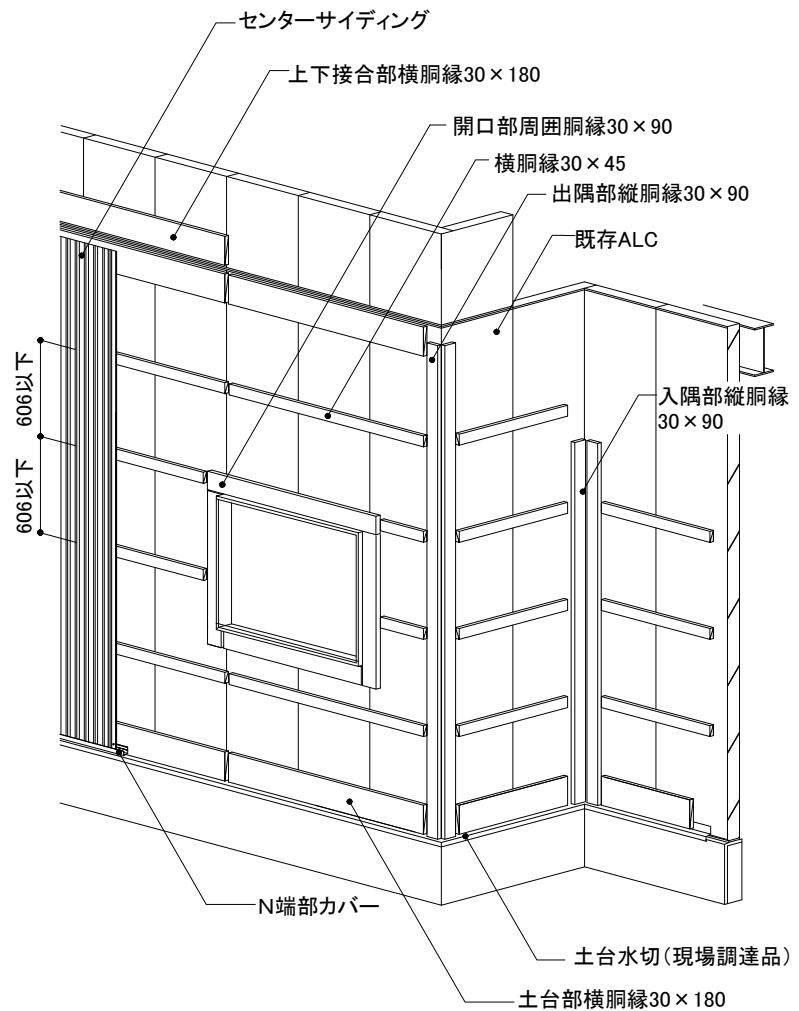 センターサイディング
上下接合部横胴縁30×180
開口部周囲胴縁30×90
横胴縁30×45
出隅部縦胴縁30×90
既存ALC
606以下
606以下
入隅部縦胴縁
30×90
N端部カバー
土台水切(現場調達品)
土台部横胴縁30×180